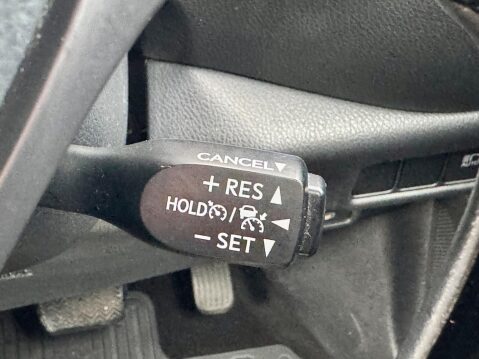 CANCEL▼
+ RES ▲
HOLD / ◀
− SET ▼